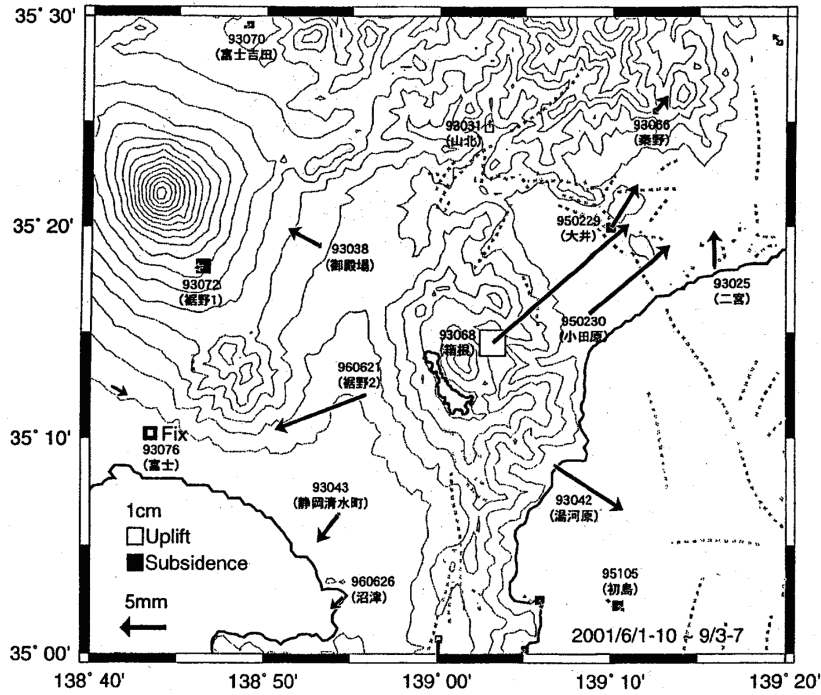 35° 30'
93070
(富士吉田)
93031
(山北)
93066
(秦野)
35° 20'
950229
(大井)
93038
(御殿場)
93072
(裾野1)
93025
(二宮)
950230
(小田原)
93068
(箱根)
960621
(裾野2)
35° 10'
Fix
93076
(富士)
93043
(静岡清水町)
93042
(湯河原)
1cm
Uplift
Subsidence
960626
(沼津)
95105
(初島)
5mm
2001/6/1-10 - 9/3-7
35° 00'
138° 40'
138° 50'
139° 00'
139° 10'
139° 20'